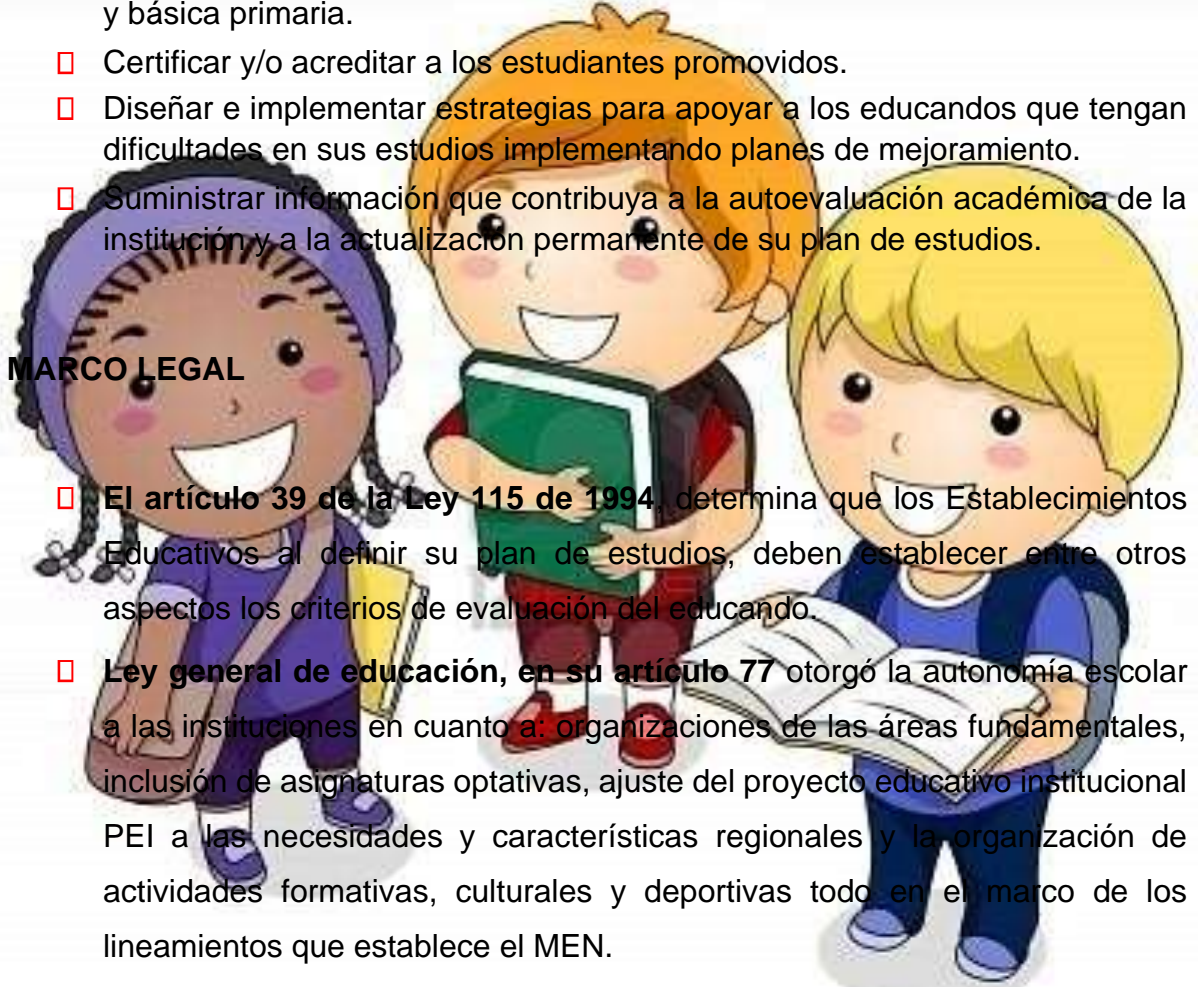 y básica primaria.
Certificar y/o acreditar a los estudiantes promovidos.
Diseñar e implementar estrategias para apoyar a los educandos que tengan
dificultades en sus estudios implementando planes de mejoramiento.
Suministrar información que contribuya a la autoevaluación académica de la
institución y a la actualización permanente de su plan de estudios.
MARCO LEGAL
El artículo 39 de la Ley 115 de 1994, determina que los Establecimientos
Educativos al definir su plan de estudios, deben establecer entre otros
aspectos los criterios de evaluación del educando.
Ley general de educación, en su artículo 77 otorgó la autonomía escolar
a las instituciones en cuanto a: organizaciones de las áreas fundamentales,
inclusión de asignaturas optativas, ajuste del proyecto educativo institucional
PEI a las necesidades y características regionales y la organización de
actividades formativas, culturales y deportivas todo en el marco de los
lineamientos que establece el MEN.